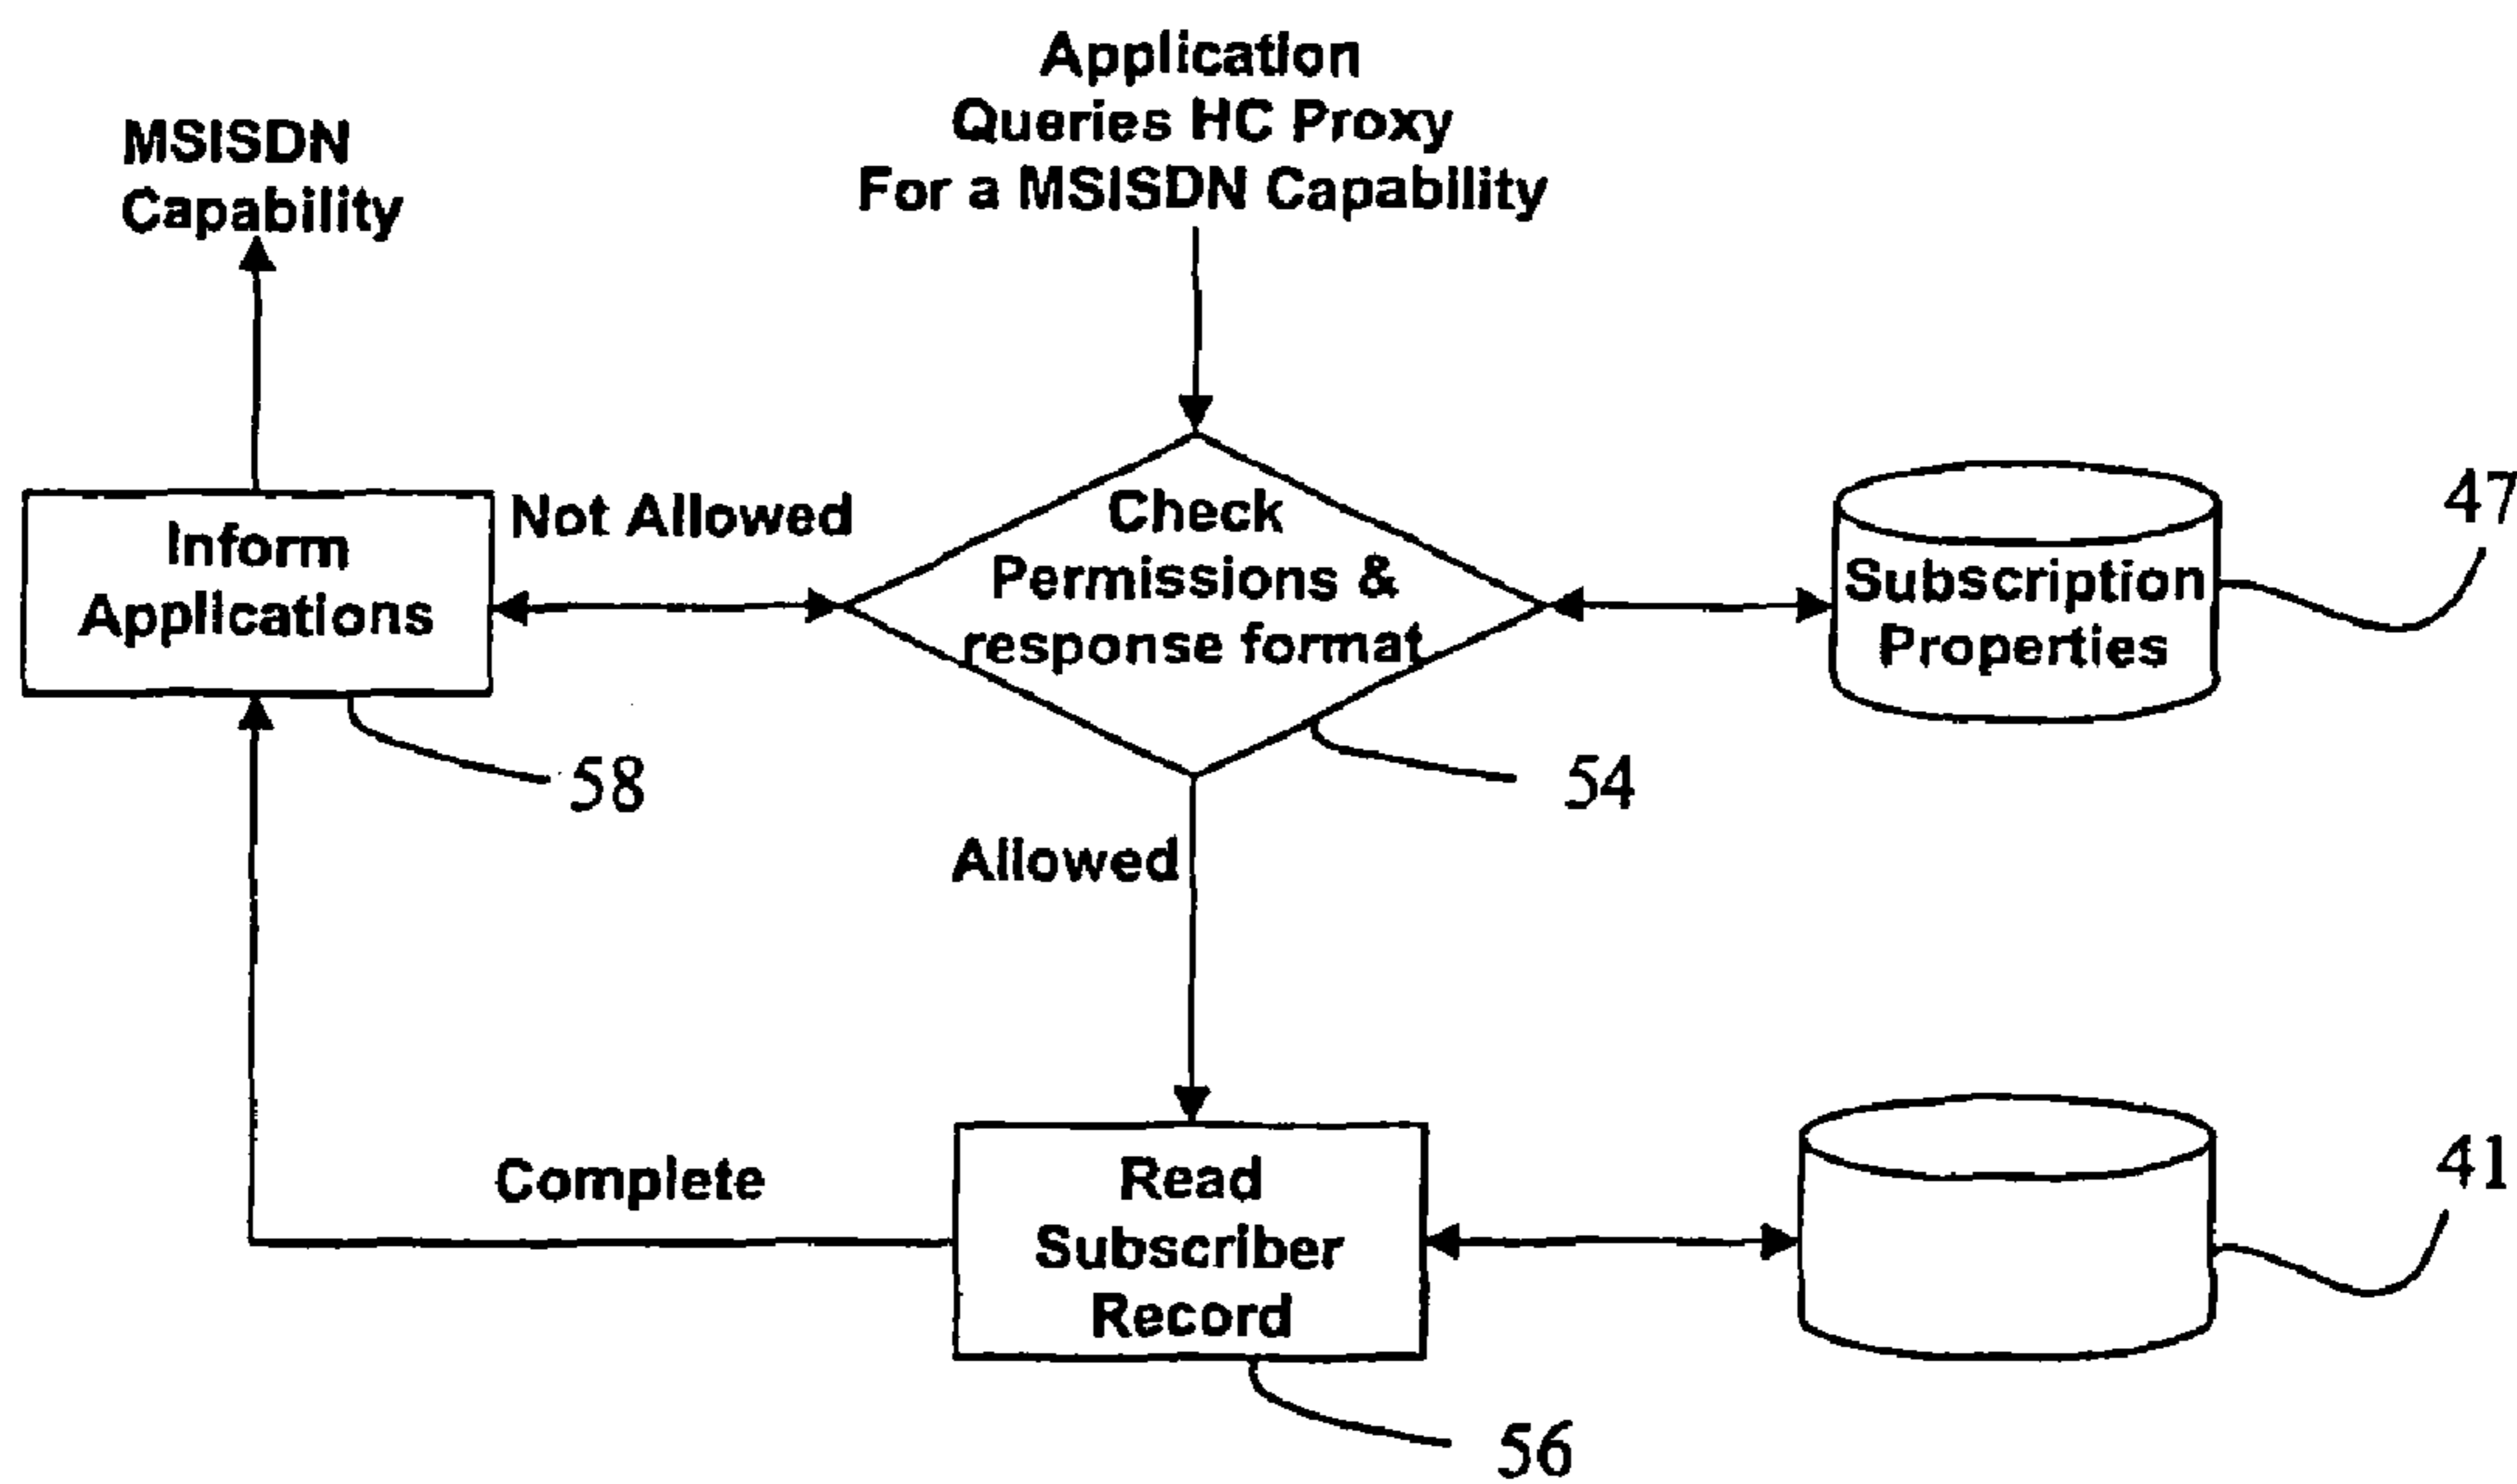 Application
Queries HC Proxy
For a MSISDN Capability
MSISDN
Capability
Inform
Applications
Not Allowed
Check
Permissions &
response format
Subscription
Properties
47
58
54
Allowed
Complete
Read
Subscriber
Record
41
56